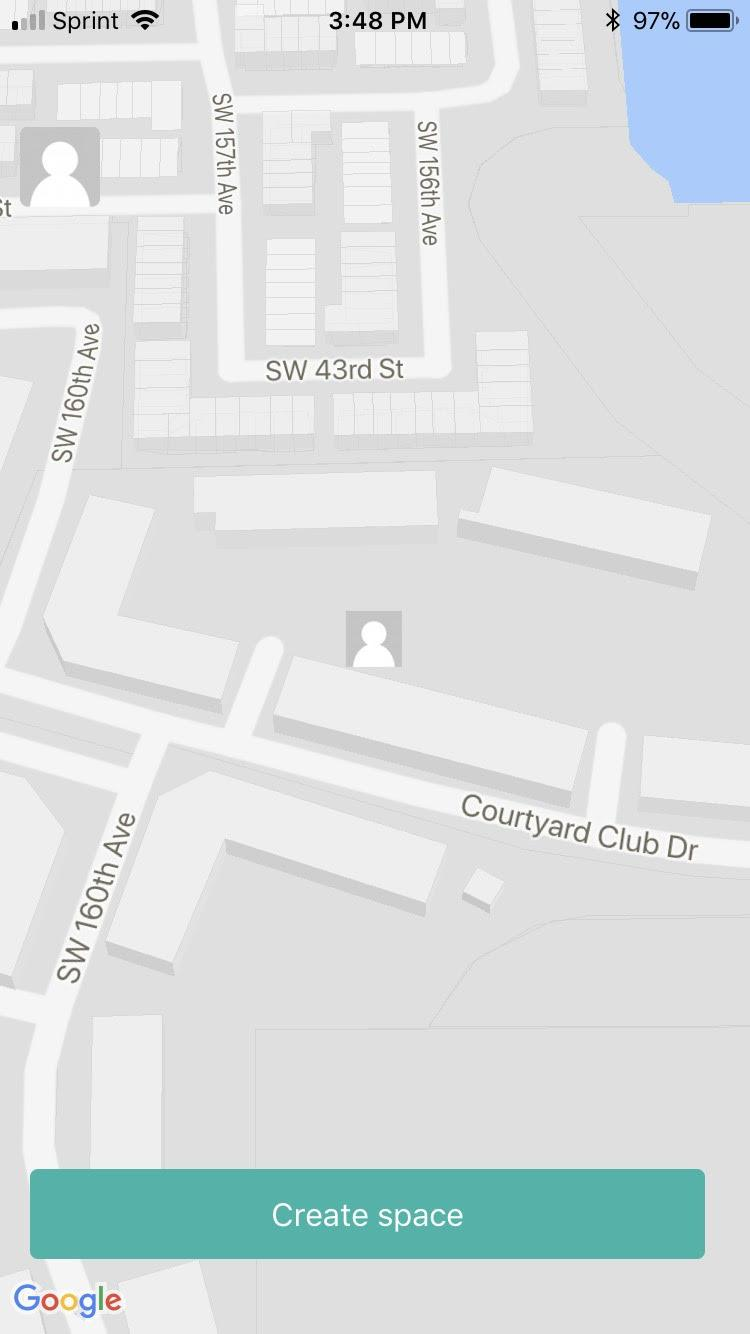 Sprint 3:48 PM 97%
SW 157th Ave
SW 156th Ave
St
SW 160th Ave
SW 43rd St
Courtyard Club Dr
SW 160th Ave
Create space
Google